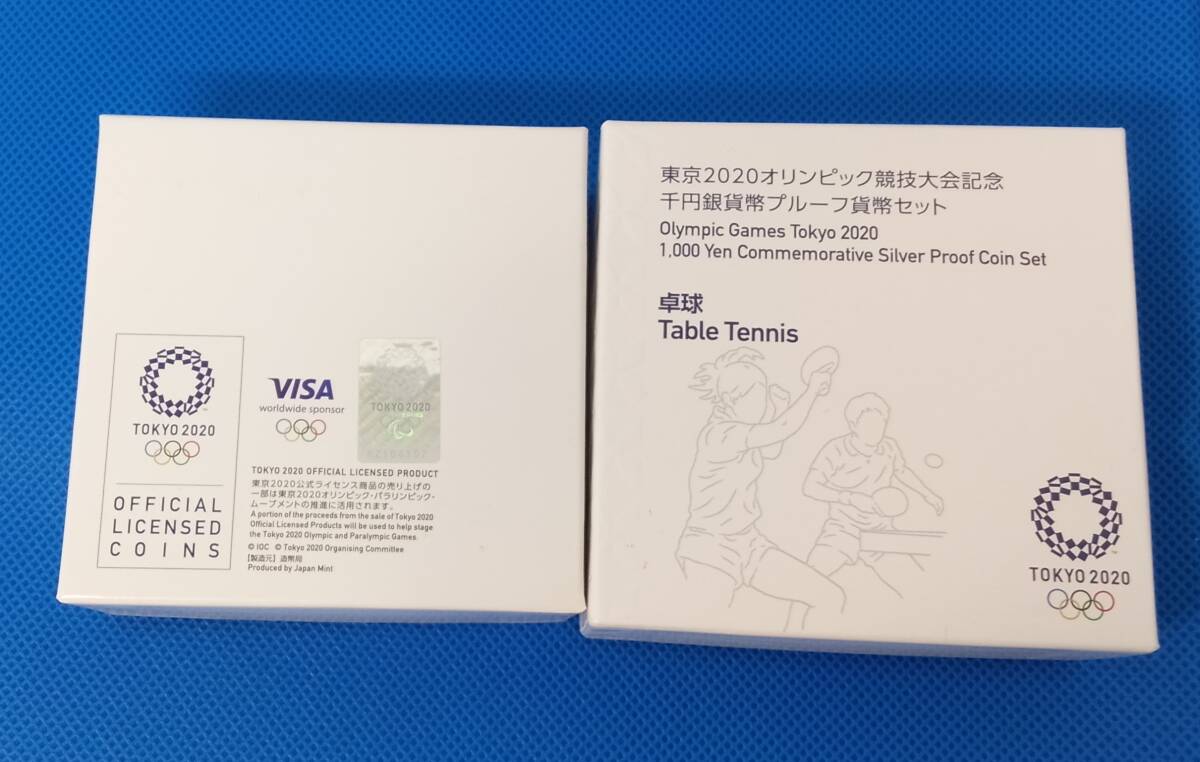 TOKYO 2020
OFFICIAL
LICENSED
COINS
VISA
worldwide sponsor
TOKYO 2020
TOKYO 2020 OFFICIAL LICENSED PRODUCT
東京2020公式ライセンス商品の売り上げの
一部は東京2020オリンピック・パラリンピック・
ムーブメントの推進に活用されます。
A portion of the proceeds from the sale of Tokyo 2020
Official Licensed Products will be used to help stage
the Tokyo 2020 Olympic and Paralympic Games.
© IOC © Tokyo 2020 Organising Committee
【製造元】造幣局
Produced by Japan Mint
東京2020オリンピック競技大会記念
千円銀貨幣プルーフ貨幣セット
Olympic Games Tokyo 2020
1,000 Yen Commemorative Silver Proof Coin Set
卓球
Table Tennis
TOKYO 2020